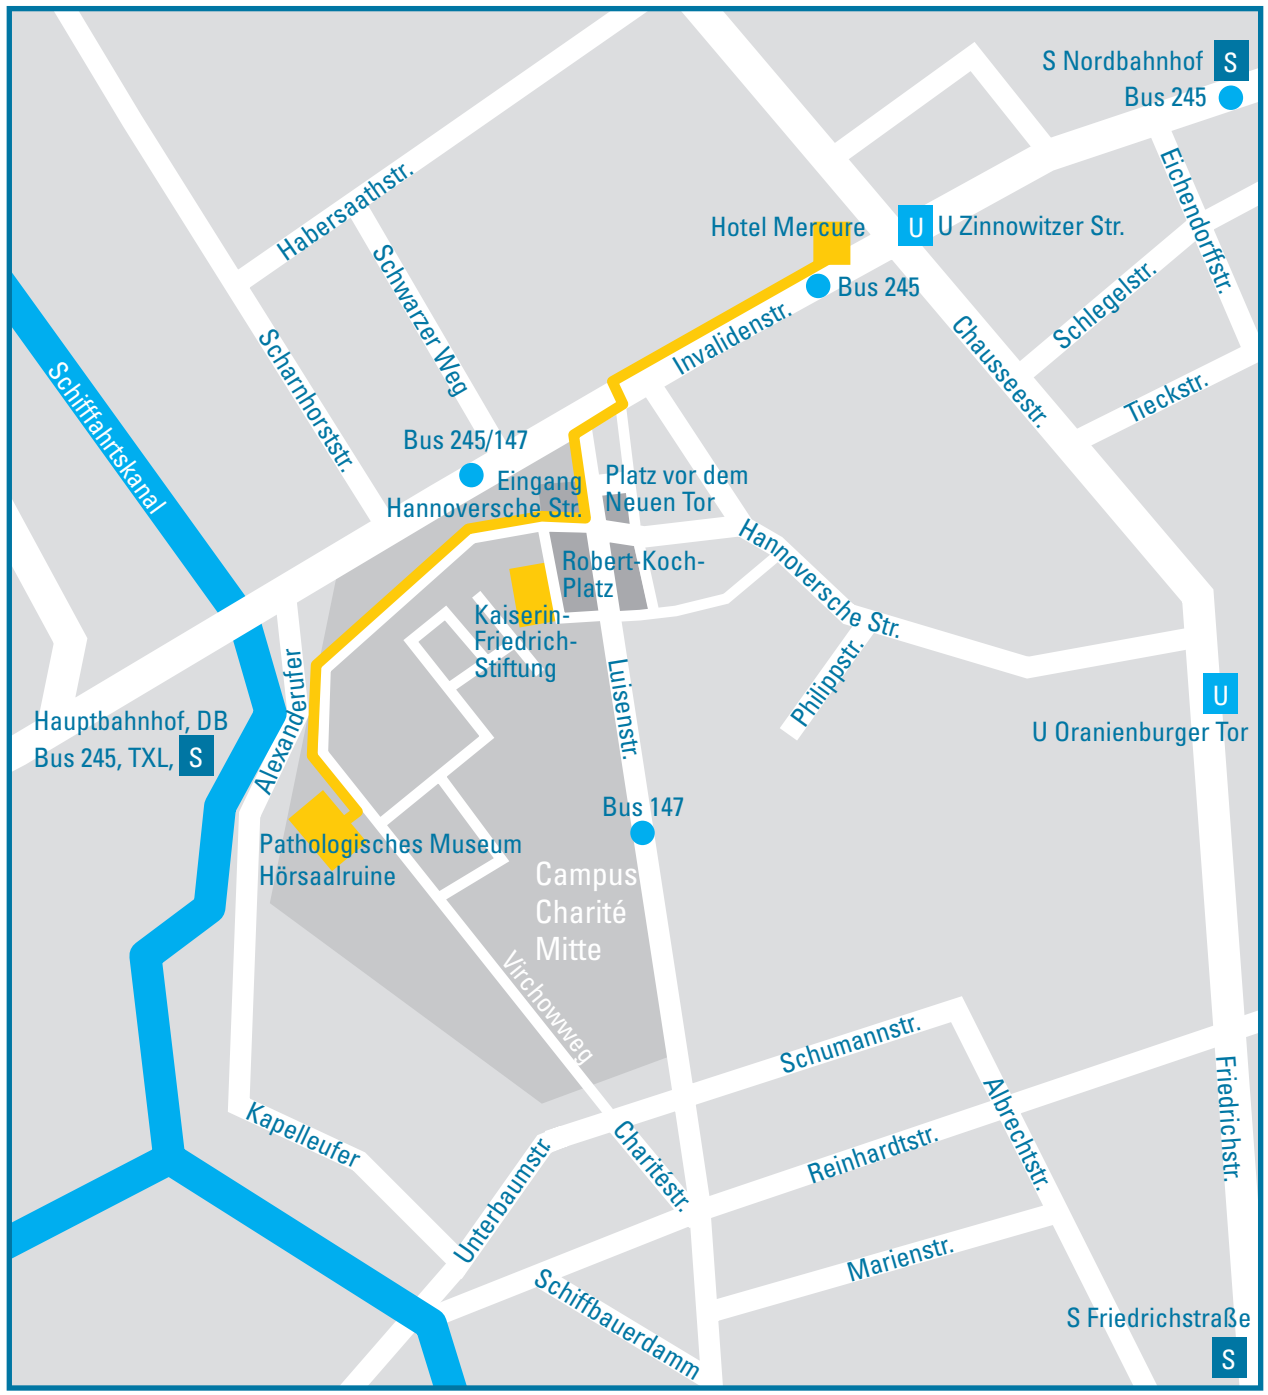 S Nordbahnhof S
Bus 245
Eichendorffstr.
Habersaathstr.
Hotel Mercure
U U Zinnowitzer Str.
Schwarzer Weg
Bus 245
Schlegelstr.
Invalidenstr.
Chausseestr.
Scharnhorststr.
Schifffahrtskanal
Tieckstr.
Bus 245/147
Eingang
Hannoversche Str.
Platz vor dem
Neuen Tor
Hannoversche Str.
Robert-Koch-
Platz
Kaiserin-
Friedrich-
Stiftung
Luisenstr.
Philippstr.
Alexanderufer
Hauptbahnhof, DB
Bus 245, TXL, S
U
U Oranienburger Tor
Bus 147
Pathologisches Museum
Hörsaalruine
Campus
Charité
Mitte
Virchowweg
Schumannstr.
Albrechtstr.
Friedrichstr.
Kapelleufer
Charitéstr.
Reinhardtstr.
Unterbaumstr.
Marienstr.
Schiffbauerdamm
S Friedrichstraße
S